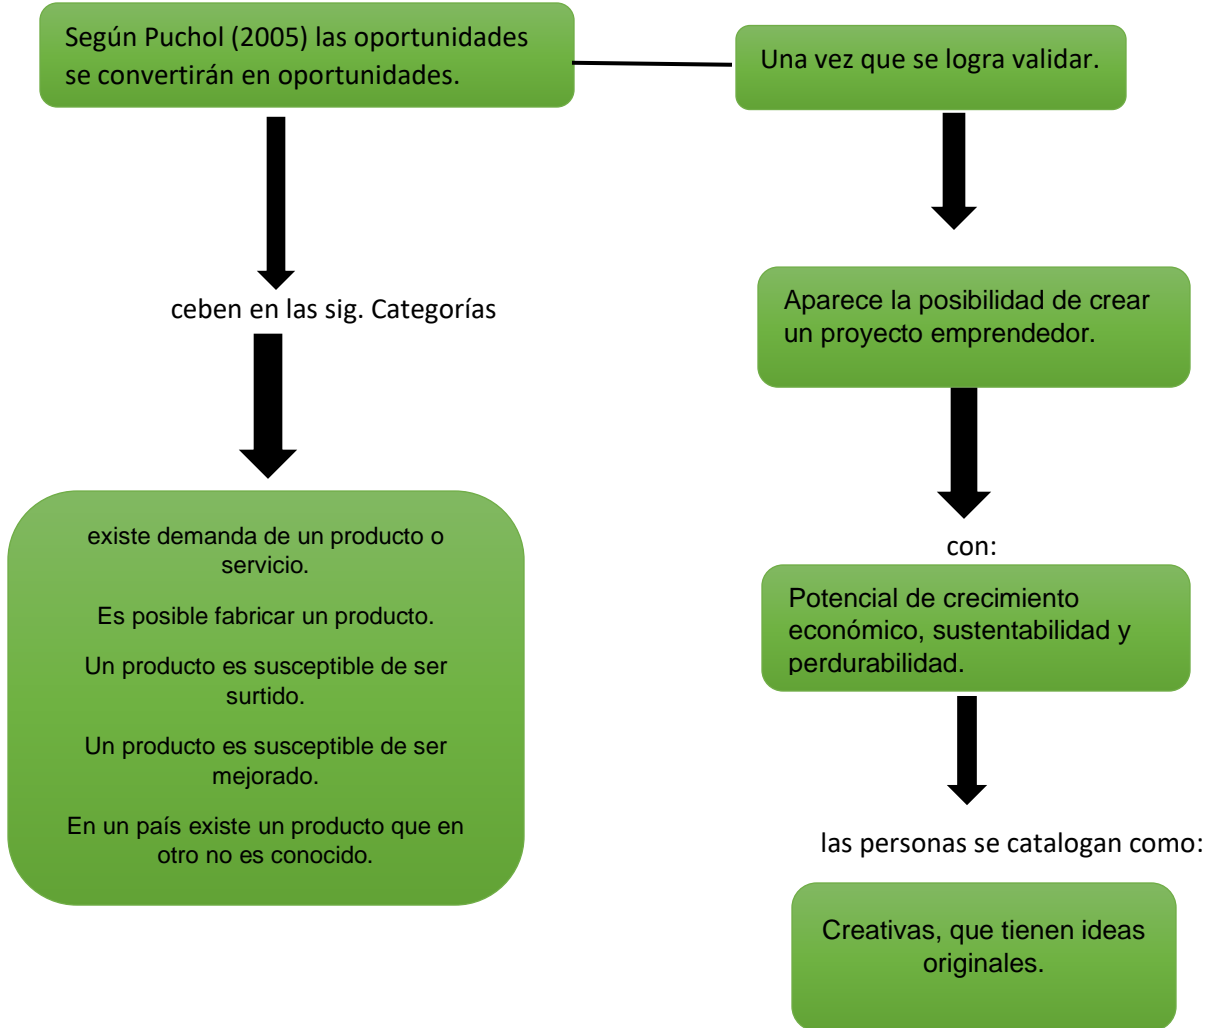 Según Puchol (2005) las oportunidades
se convertirán en oportunidades.
Una vez que se logra validar.
ceben en las sig. Categorías
existe demanda de un producto o
servicio.
Es posible fabricar un producto.
Un producto es susceptible de ser
surtido.
Un producto es susceptible de ser
mejorado.
En un país existe un producto que en
otro no es conocido.
Aparece la posibilidad de crear
un proyecto emprendedor.
con:
Potencial de crecimiento
económico, sustentabilidad y
perdurabilidad.
las personas se catalogan como:
Creativas, que tienen ideas
originales.